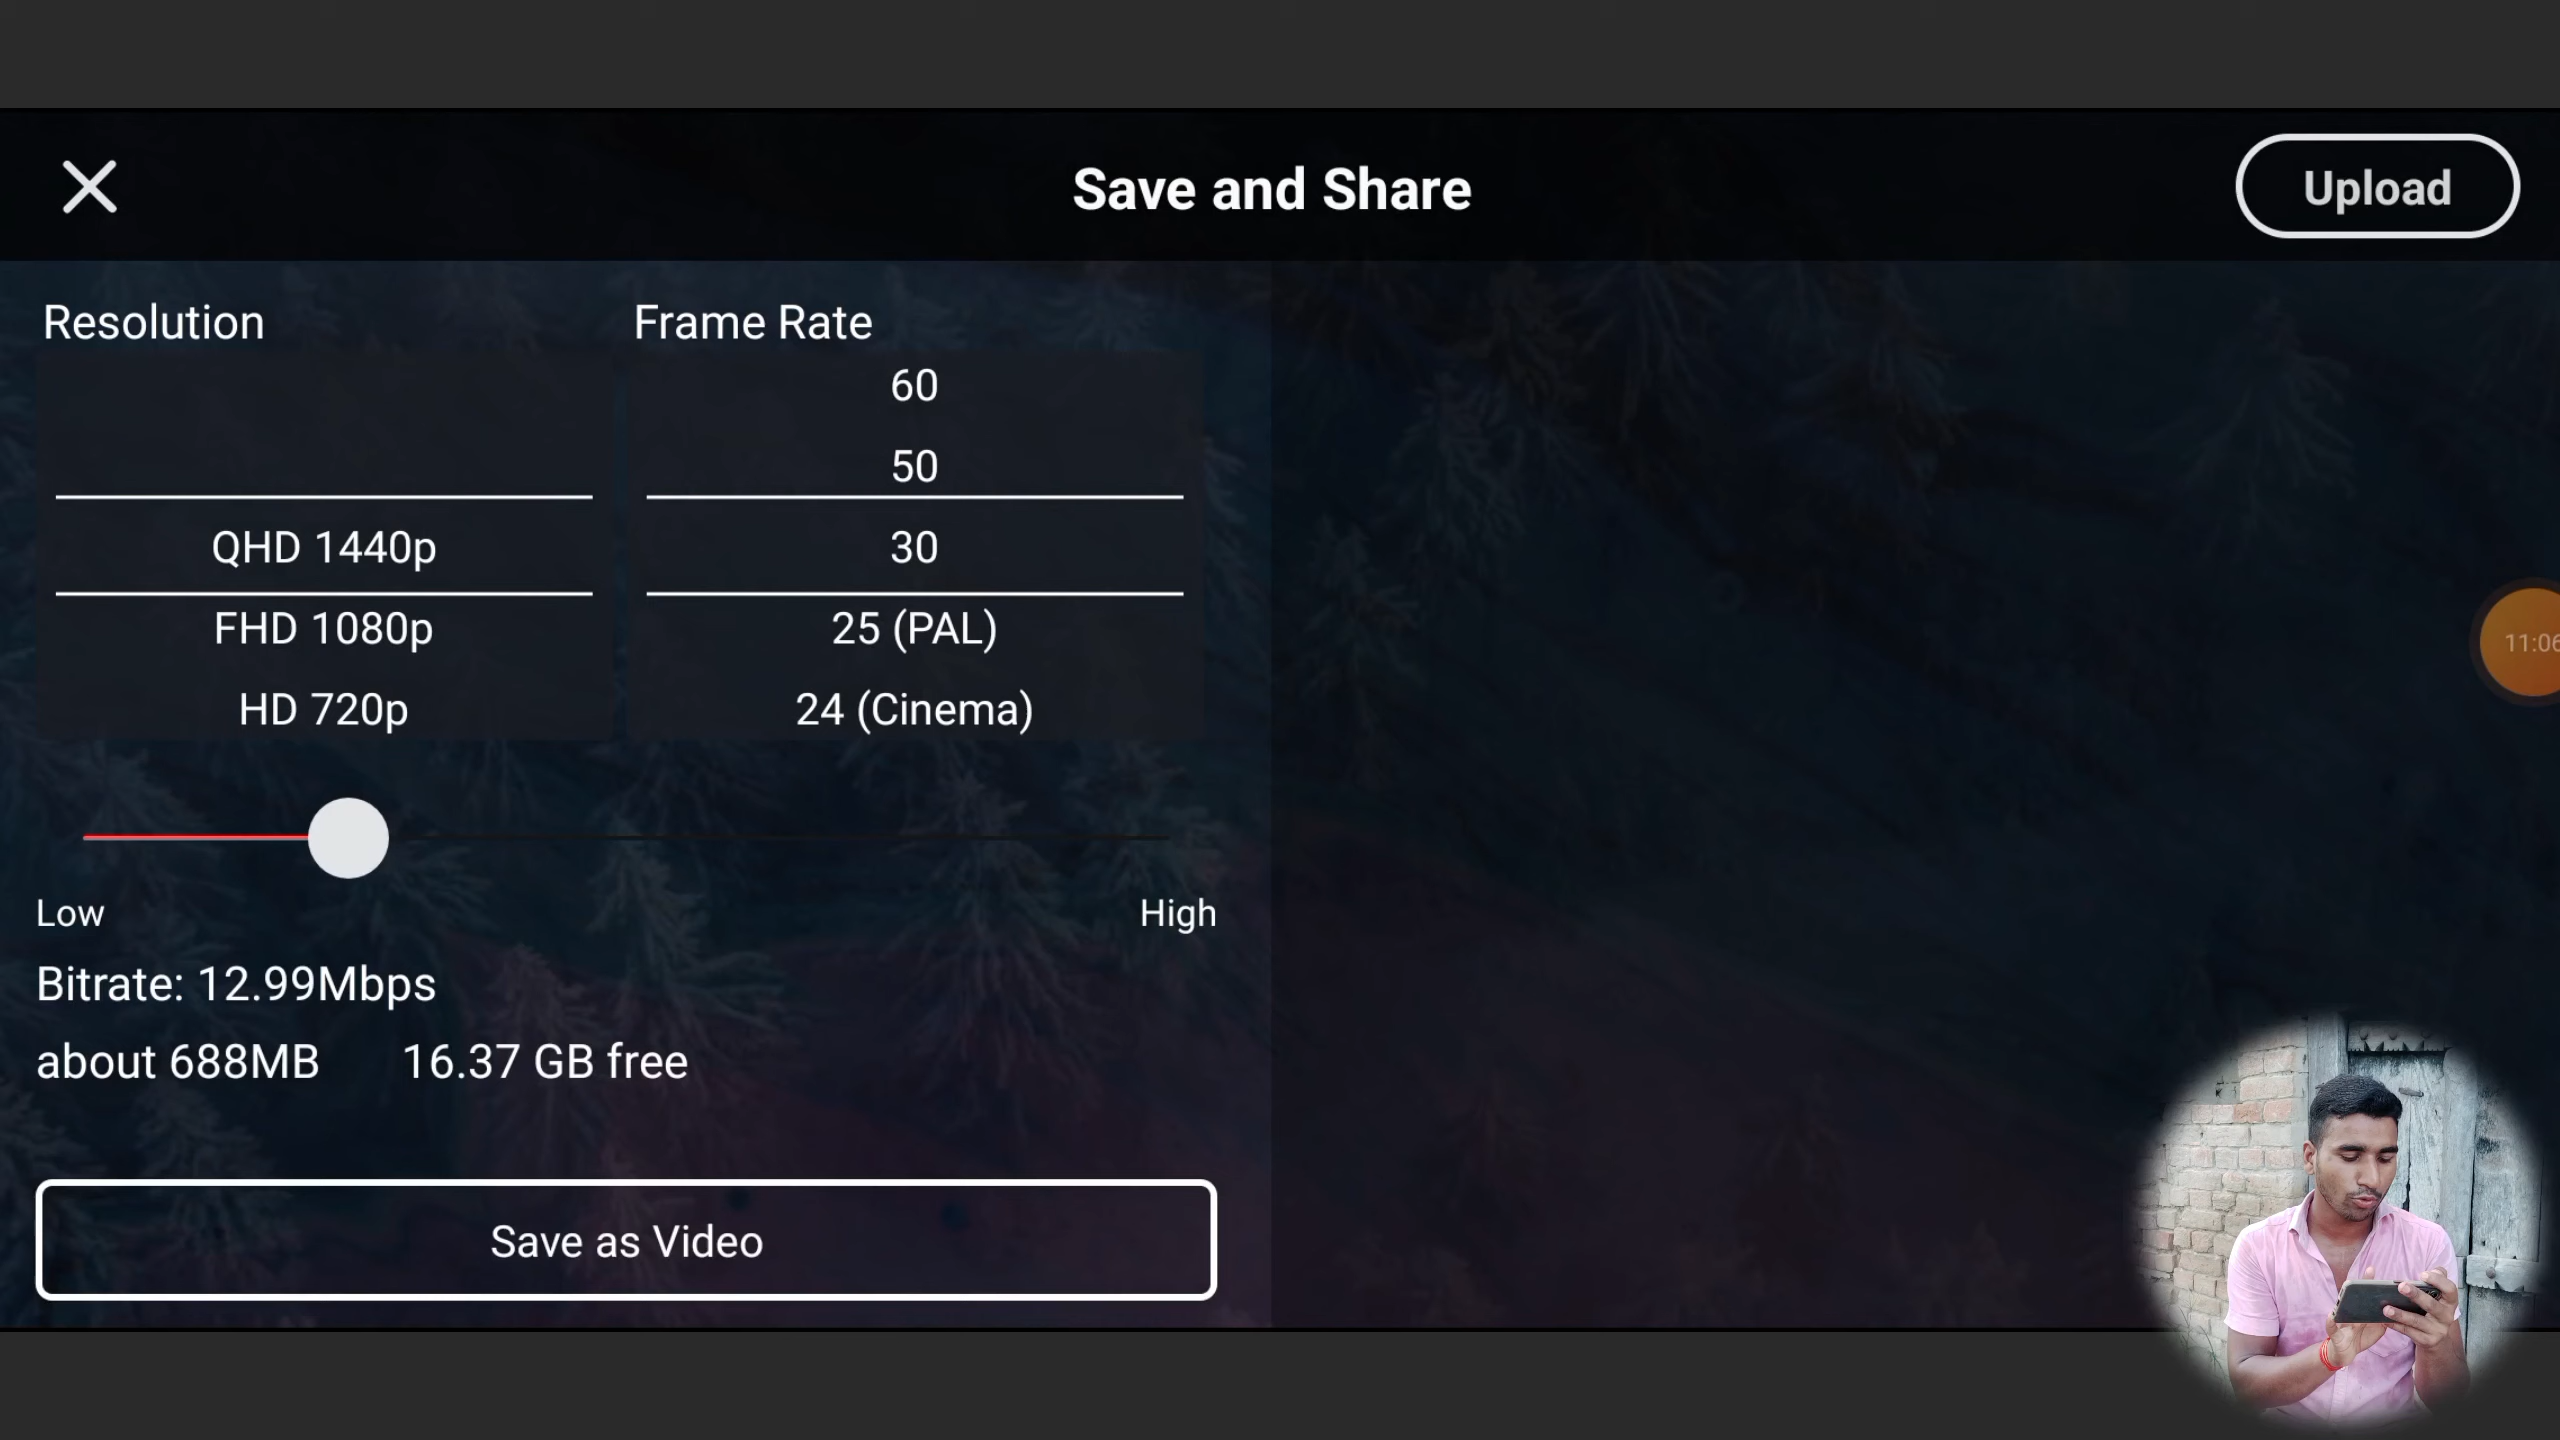 Save and Share
Upload
Resolution
Frame Rate
60
50
QHD 1440p
30
FHD 1080p
25 (PAL)
HD 720p
24 (Cinema)
Low
High
Bitrate: 12.99Mbps
about 688MB 16.37 GB free
Save as Video
11:06